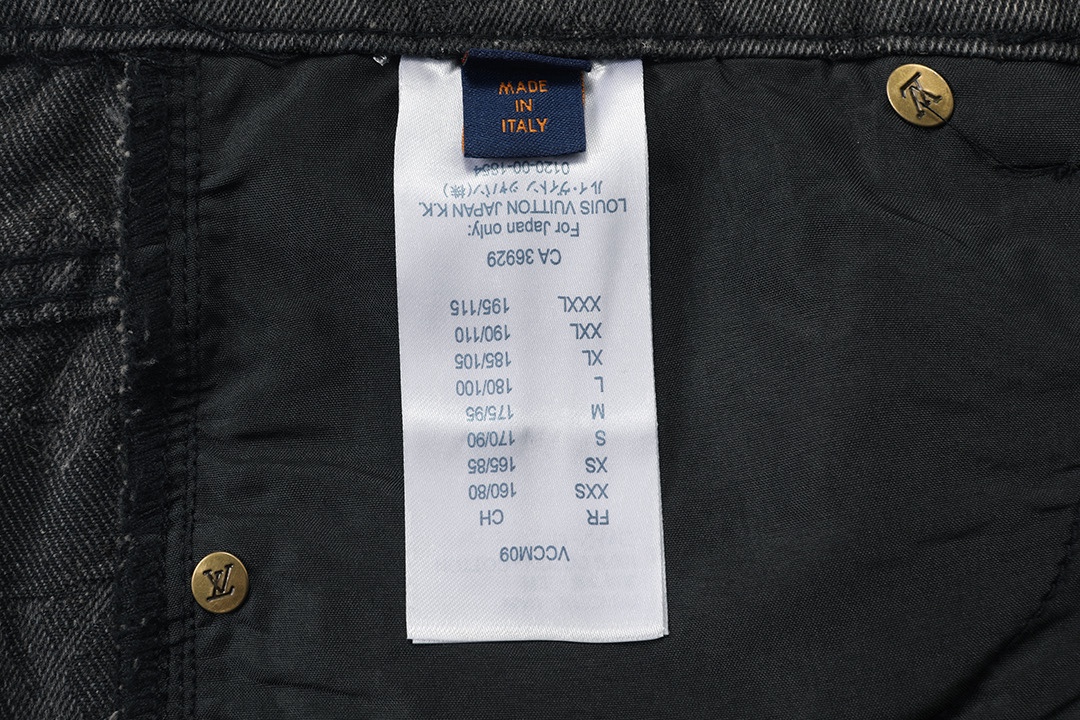 MADE
IN
ITALY
VCCM09
FR CH
XXS 160/80
XS 165/85
S 170/90
M 175/95
L 180/100
XL 185/105
XXL 190/110
XXXL 195/115
CA 36929
For Japan only:
LOUIS VUITTON JAPAN K.K.
ルイ・ヴィトン ジャパン(株)
0120-00-1854
LV
LV